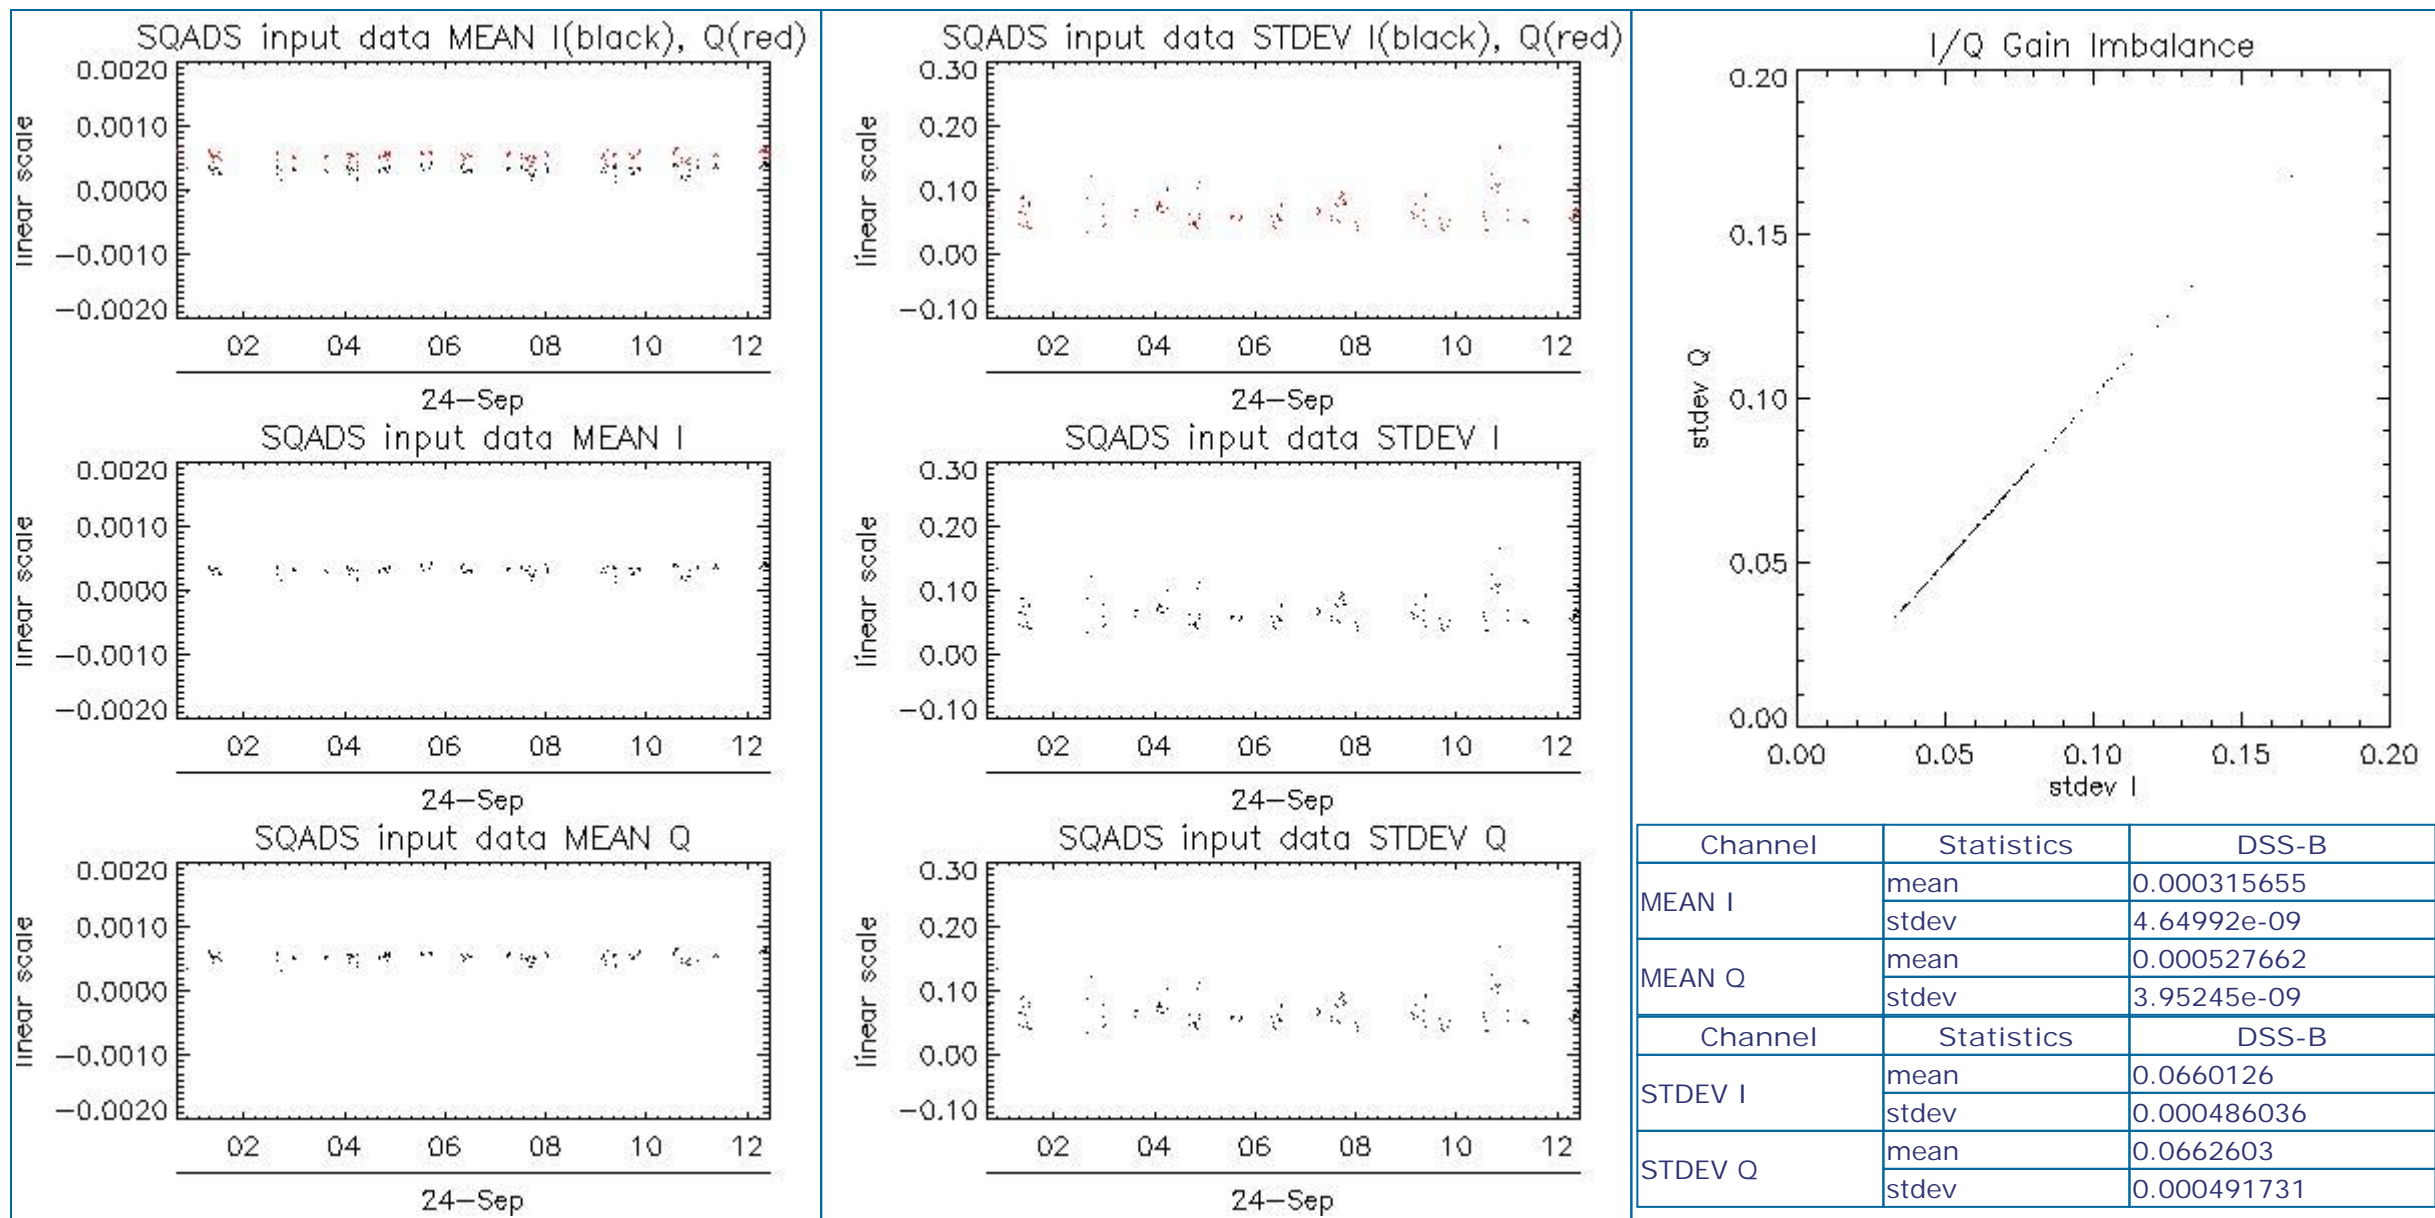 SQADS input data MEAN I(black), Q(red)
0.0020
0.0010
0.0000
−0.0010
−0.0020
linear scale
02 04 06 08 10 12
24−Sep
SQADS input data MEAN I
0.0020
0.0010
0.0000
−0.0010
−0.0020
linear scale
02 04 06 08 10 12
24−Sep
SQADS input data MEAN Q
0.0020
0.0010
0.0000
−0.0010
−0.0020
linear scale
02 04 06 08 10 12
24−Sep
SQADS input data STDEV I(black), Q(red)
0.30
0.20
0.10
0.00
−0.10
linear scale
02 04 06 08 10 12
24−Sep
SQADS input data STDEV I
0.30
0.20
0.10
0.00
−0.10
linear scale
02 04 06 08 10 12
24−Sep
SQADS input data STDEV Q
0.30
0.20
0.10
0.00
−0.10
linear scale
02 04 06 08 10 12
24−Sep
I/Q Gain Imbalance
0.20
0.15
0.10
0.05
0.00
stdev Q
0.00 0.05 0.10 0.15 0.20
stdev I
Channel Statistics DSS-B
MEAN I mean 0.000315655
stdev 4.64992e-09
MEAN Q mean 0.000527662
stdev 3.95245e-09
Channel Statistics DSS-B
STDEV I mean 0.0660126
stdev 0.000486036
STDEV Q mean 0.0662603
stdev 0.000491731